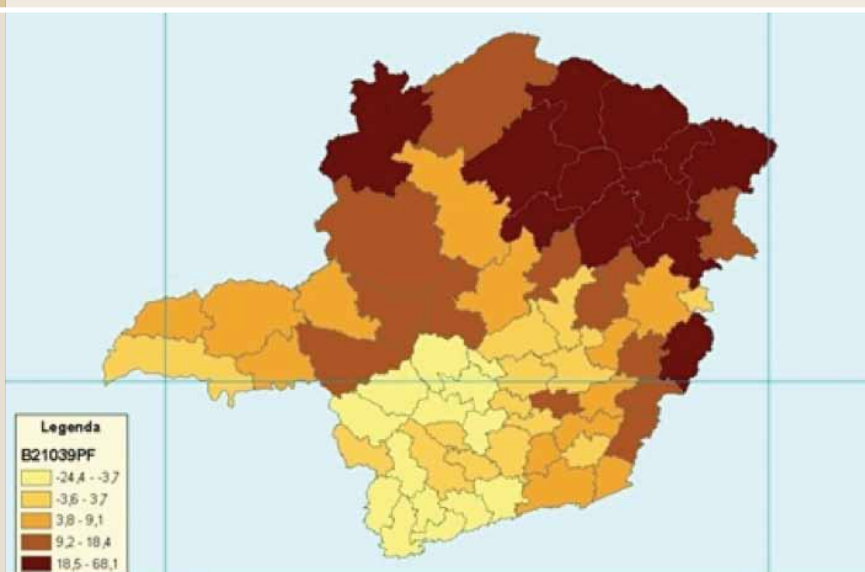 Legenda
B21039PF
-24,4 - -3,7
-3,6 - 3,7
3,8 - 9,1
9,2 - 18,4
18,5 - 68,1